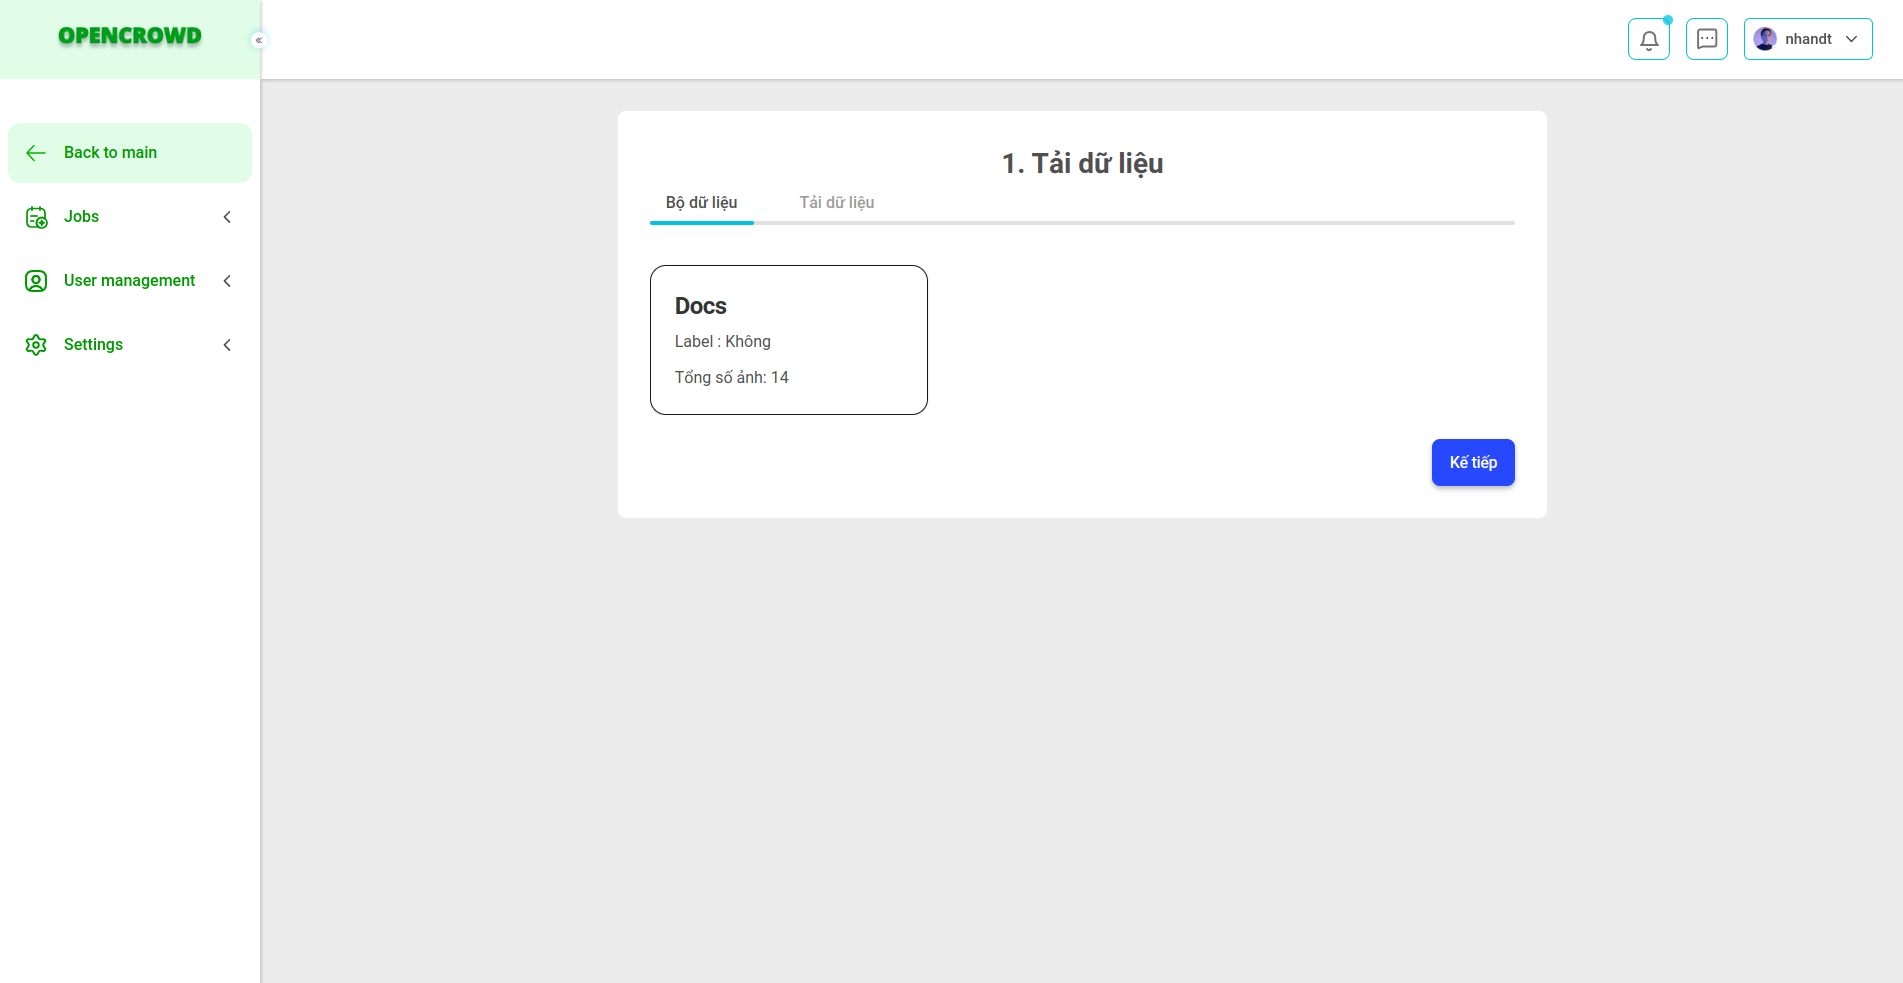 OPENCROWD
nhandt
Back to main
Jobs
User management
Settings
1. Tải dữ liệu
Bộ dữ liệu
Tải dữ liệu
Docs
Label : Không
Tổng số ảnh: 14
Kế tiếp